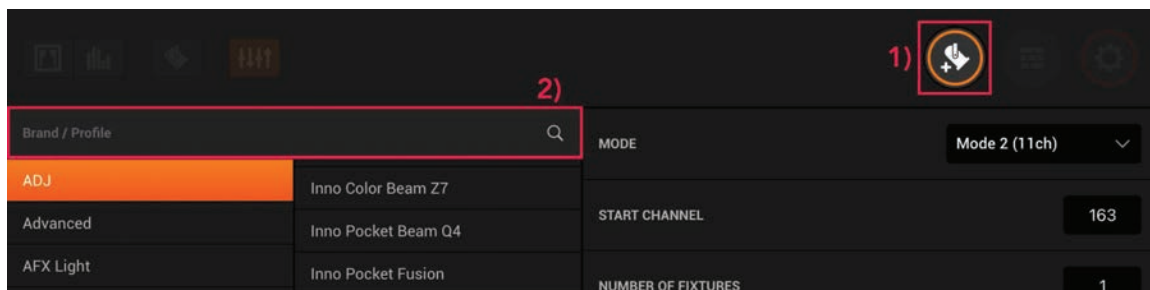 1)
2)
Brand / Profile
MODE
Mode 2 (11ch)
ADJ
Inno Color Beam Z7
Advanced
START CHANNEL
163
Inno Pocket Beam Q4
AFX Light
Inno Pocket Fusion
NUMBER OF FIXTURES
1